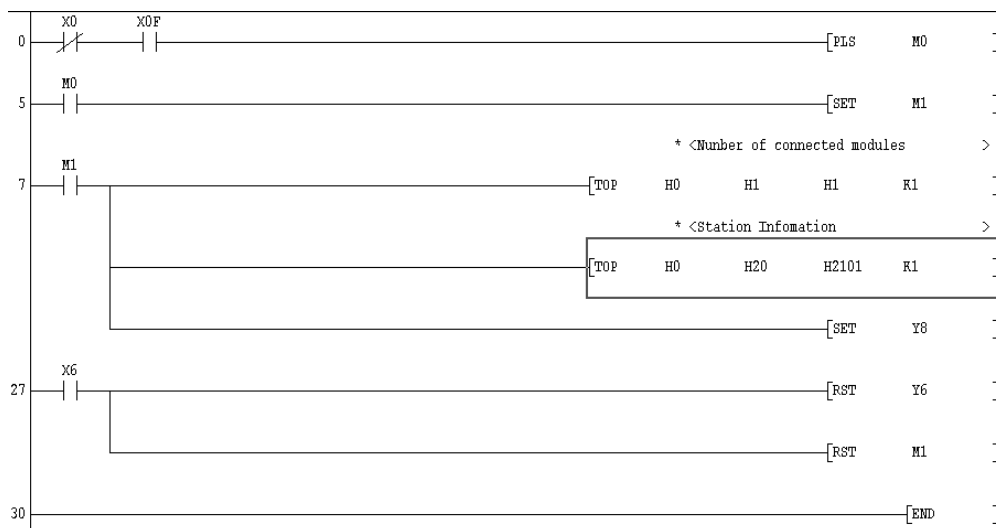 X0 X0F
0 [PLS M0 ]
M0
5 [SET M1 ]
* <Nunber of connected modules >
M1
7 [TOP H0 H1 H1 K1 ]
* <Station Infomation >
[TOP H0 H20 H2101 K1 ]
[SET Y8 ]
X6
27 [RST Y6 ]
[RST M1 ]
30 [END ]